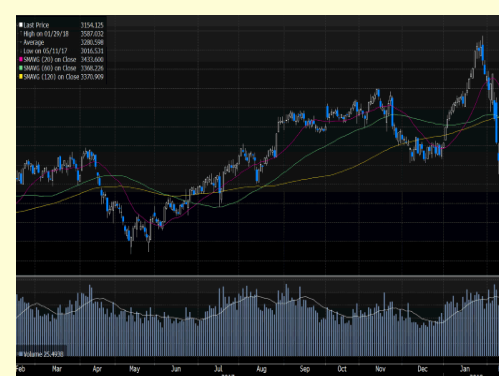 Last Price 3154.125
High on 01/29/18 3587.032
Average 3280.598
Low on 05/11/17 3016.531
SMAVG (20) on Close 3433.600
SMAVG (60) on Close 3368.226
SMAVG (120) on Close 3370.909
Volume 25.493B
Feb Mar Apr May Jun Jul Aug Sep Oct Nov Dec Jan